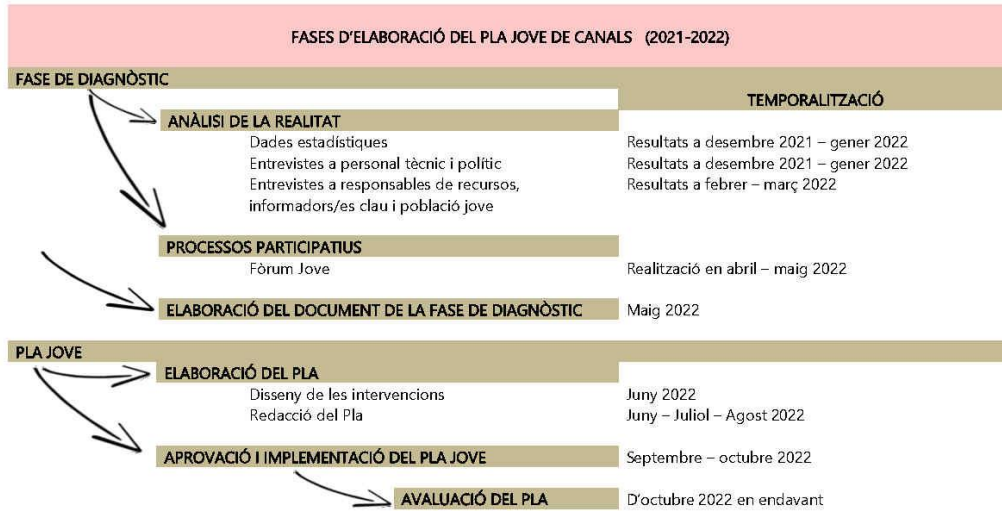 FASES D'ELABORACIÓ DEL PLA JOVE DE CANALS (2021-2022)
FASE DE DIAGNÒSTIC
TEMPORALITZACIÓ
ANÀLISI DE LA REALITAT
Dades estadístiques Resultats a desembre 2021 – gener 2022
Entrevistes a personal tècnic i polític Resultats a desembre 2021 – gener 2022
Entrevistes a responsables de recursos, Resultats a febrer – març 2022
informadors/es clau i població jove
PROCESSOS PARTICIPATIUS
Fòrum Jove Realització en abril – maig 2022
ELABORACIÓ DEL DOCUMENT DE LA FASE DE DIAGNÒSTIC Maig 2022
PLA JOVE
ELABORACIÓ DEL PLA
Disseny de les intervencions Juny 2022
Redacció del Pla Juny – Juliol – Agost 2022
APROVACIÓ I IMPLEMENTACIÓ DEL PLA JOVE Septembre – octubre 2022
AVALUACIÓ DEL PLA D'octubre 2022 en endavant